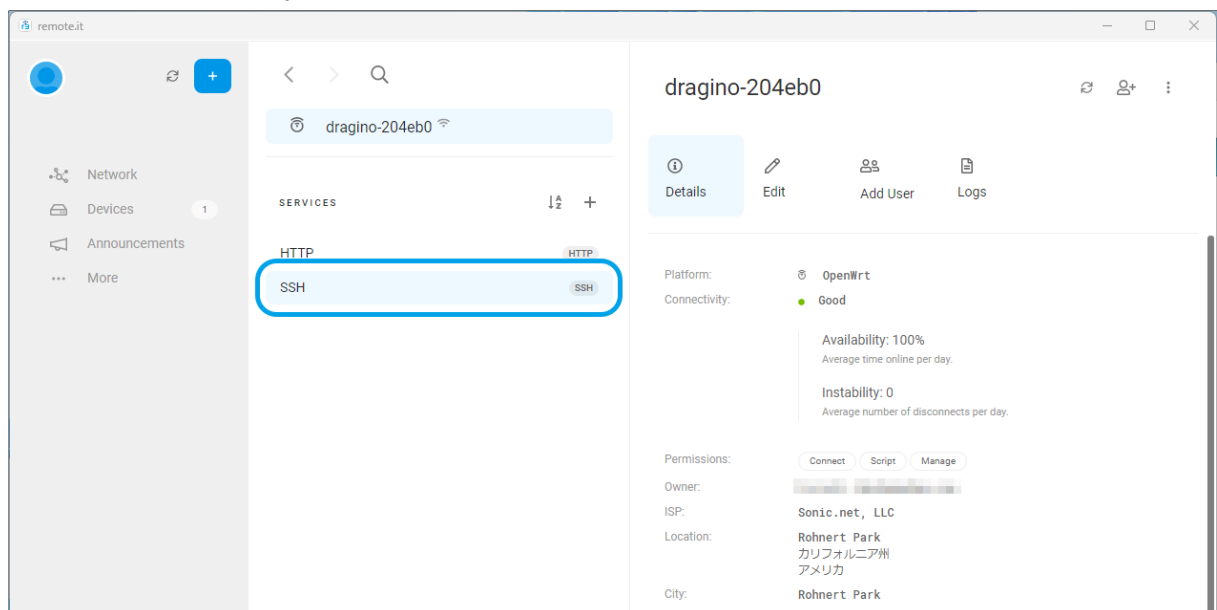 remote.it
Network
Devices 1
Announcements
More
dragino-204eb0
SERVICES
HTTP HTTP
SSH SSH
dragino-204eb0
Details Edit Add User Logs
Platform: OpenWrt
Connectivity: Good
Availability: 100%
Average time online per day.
Instability: 0
Average number of disconnects per day.
Permissions: Connect Script Manage
Owner:
ISP: Sonic.net, LLC
Location: Rohnert Park
カリフォルニア州
アメリカ
City: Rohnert Park